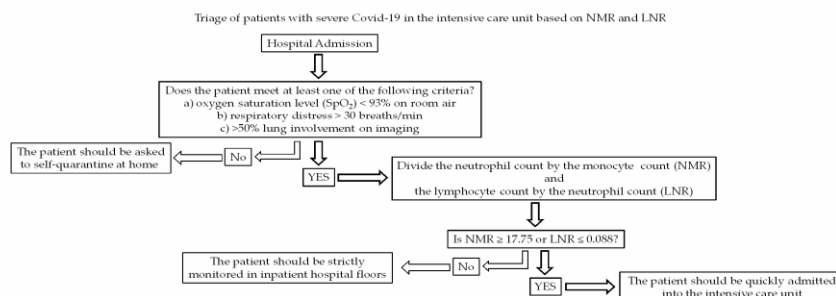 Triage of patients with severe Covid-19 in the intensive care unit based on NMR and LNR
Hospital Admission
Does the patient meet at least one of the following criteria?
a) oxygen saturation level (SpO₂) < 93% on room air
b) respiratory distress > 30 breaths/min
c) >50% lung involvement on imaging
The patient should be asked
to self-quarantine at home
No
YES
Divide the neutrophil count by the monocyte count (NMR)
and
the lymphocyte count by the neutrophil count (LNR)
Is NMR ≥ 17.75 or LNR ≤ 0.088?
The patient should be strictly
monitored in inpatient hospital floors
No
YES
The patient should be quickly admitted
into the intensive care unit